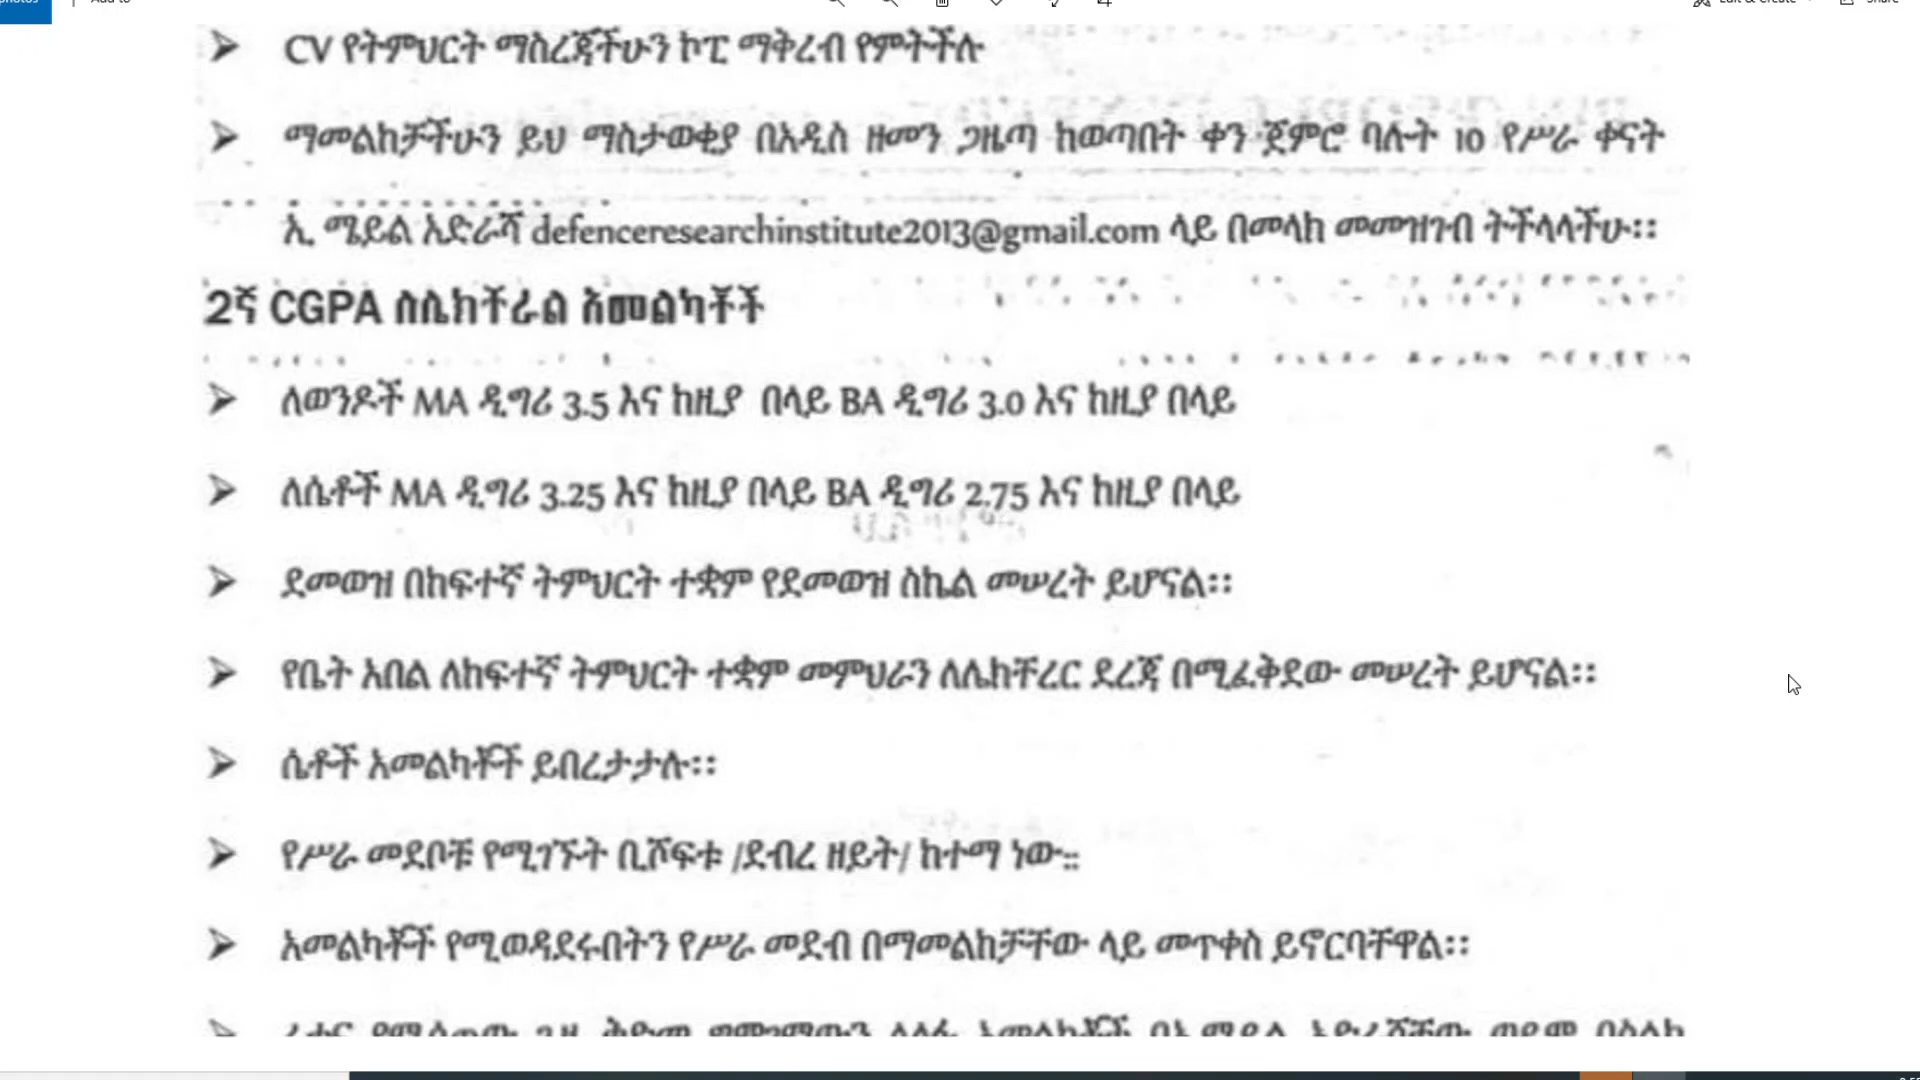 Add to
CV የትምህርት ማስረጃችሁን ኮፒ ማቅረብ የምትችሉ
ማመልከቻችሁን ይህ ማስታወቂያ በአዲስ ዘመን ጋዜጣ ከወጣበት ቀን ጀምሮ ባሉት 10 የሥራ ቀናት
ኢ ሜይል አድራሻ defenceresearchinstitute2013@gmail.com ላይ በመላክ መመዝገብ ትችላላችሁ፡፡
2ኛ CGPA ለሌክቸራል አመልካቾች
ለወንዶች MA ዲግሪ 3.5 እና ከዚያ በላይ BA ዲግሪ 3.0 እና ከዚያ በላይ
ለሴቶች MA ዲግሪ 3.25 እና ከዚያ በላይ BA ዲግሪ 2.75 እና ከዚያ በላይ
ደመወዝ በከፍተኛ ትምህርት ተቋም የደመወዝ ስኬል መሠረት ይሆናል፡፡
የቤት አበል ለከፍተኛ ትምህርት ተቋም መምህራን ለሌክቸረር ደረጃ በሚፈቅደው መሠረት ይሆናል፡፡
ሴቶች አመልካቾች ይበረታታሉ፡፡
የሥራ መደቦቹ የሚገኙት ቢሾፍቱ /ደብረ ዘይት/ ከተማ ነው።
አመልካቾች የሚወዳደሩበትን የሥራ መደብ በማመልከቻቸው ላይ መጥቀስ ይኖርባቸዋል፡፡